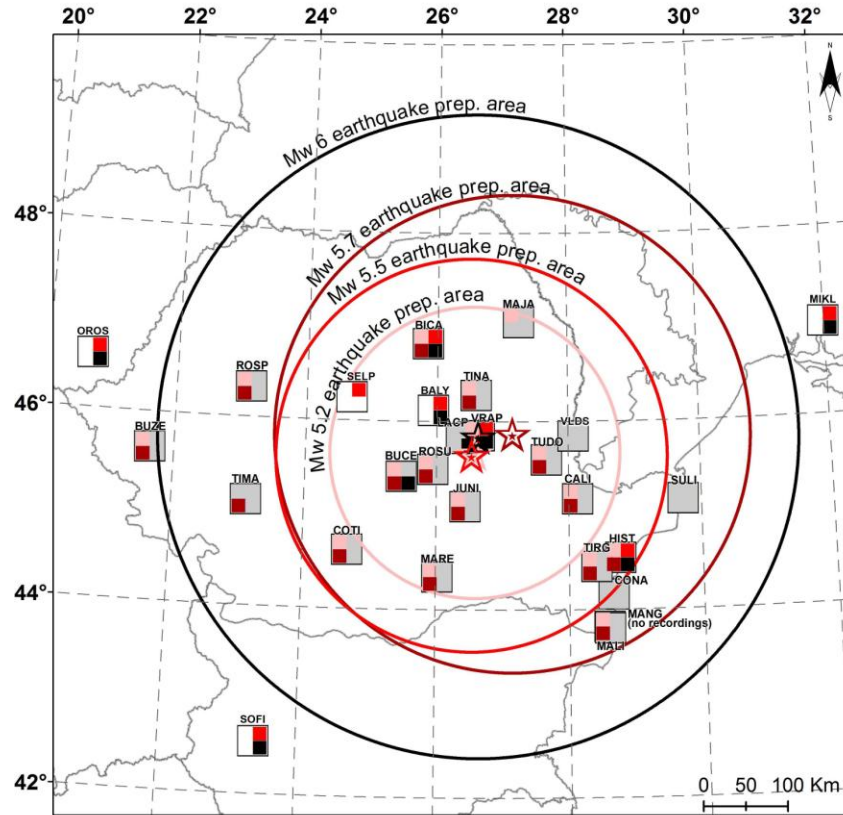 20° 22° 24° 26° 28° 30° 32°
N
S
Mw 6 earthquake prep. area
48°
Mw 5.7 earthquake prep. area
Mw 5.5 earthquake prep. area
Mw 5.2 earthquake prep. area
MAJA
MIKL
OROS
BICA
ROSP
SELP
TINA
BALY
46°
BUZE
LACP
VRAP
VLDS
TUDO
BUCE
ROSU
TIMA
JUNI
CALI
SULI
COTI
TIRG
HIST
MARE
44°
CONA
MANG
(no recordings)
MALI
SOFI
42°
0 50 100 Km